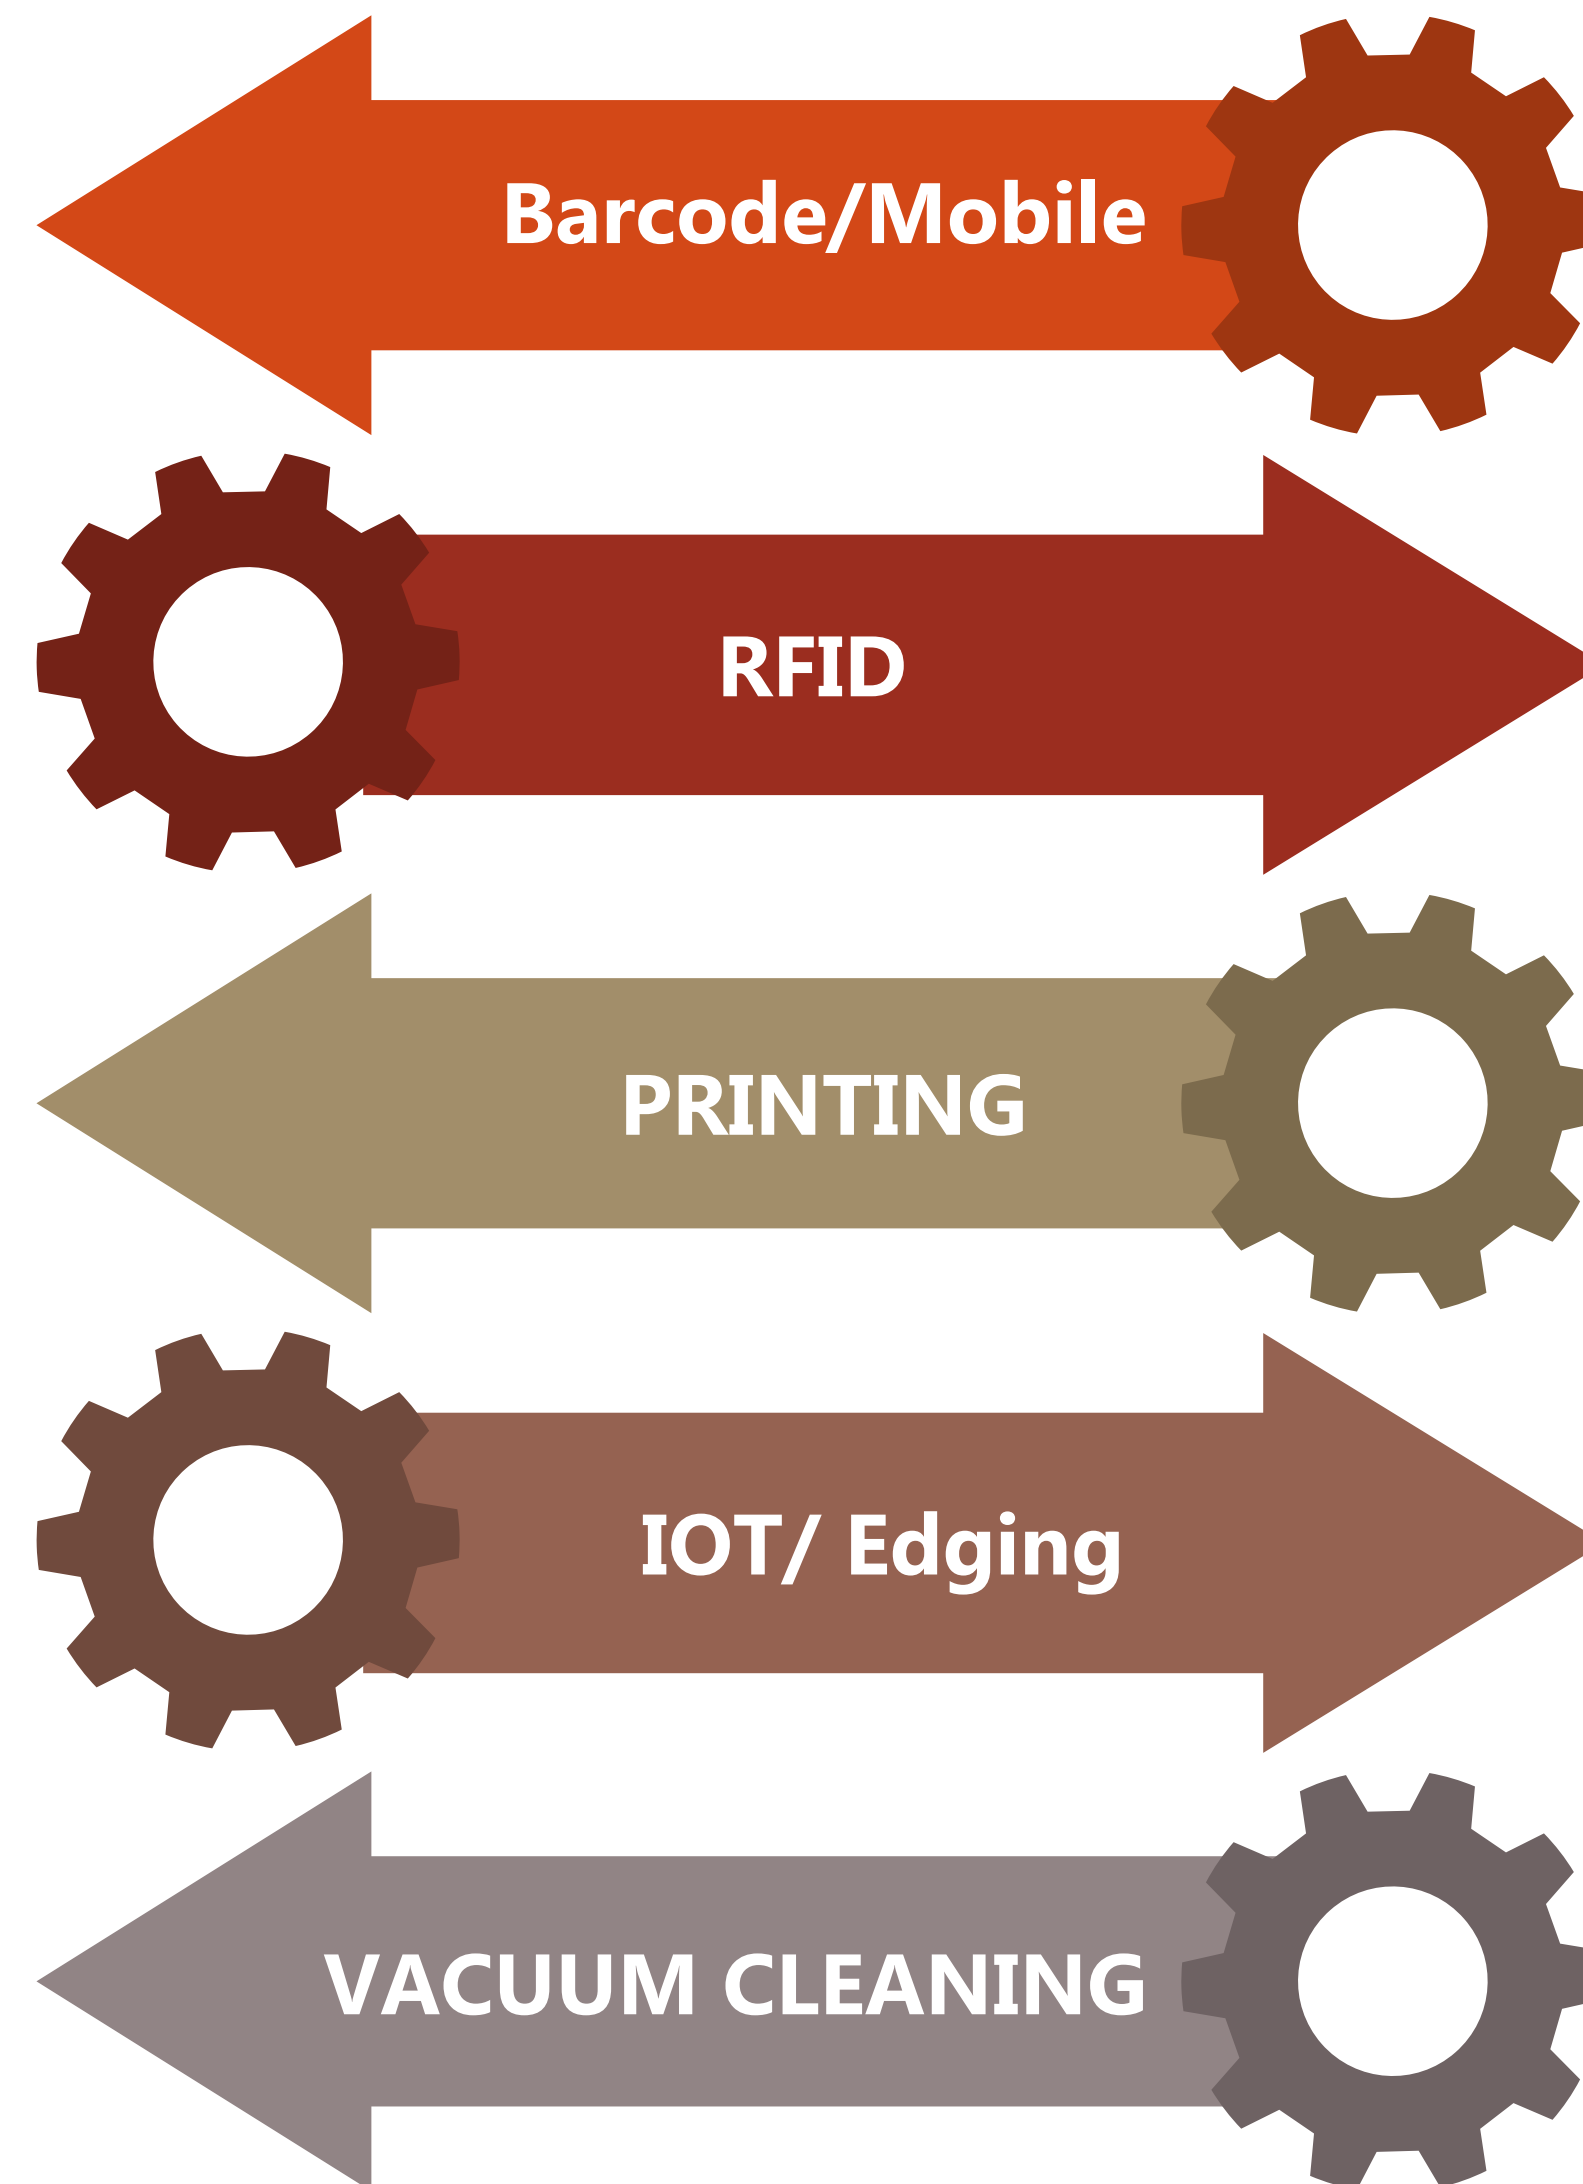 Barcode/Mobile
RFID
PRINTING
IOT/ Edging
VACUUM CLEANING